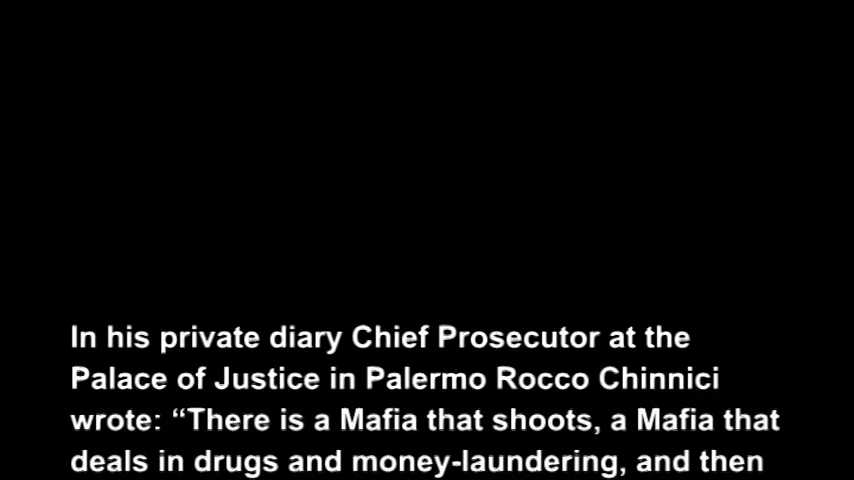 In his private diary Chief Prosecutor at the
Palace of Justice in Palermo Rocco Chinnici
wrote: “There is a Mafia that shoots, a Mafia that
deals in drugs and money-laundering, and then